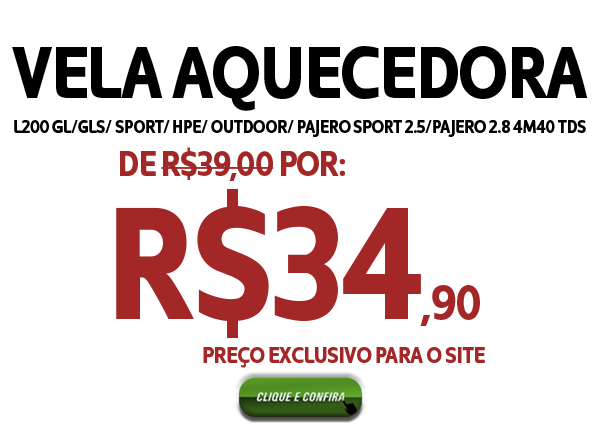 VELA AQUECEDORA
L200 GL/GLS/ SPORT/ HPE/ OUTDOOR/ PAJERO SPORT 2.5/PAJERO 2.8 4M40 TDS
DE R$39,00 POR:
R$34,90
PREÇO EXCLUSIVO PARA O SITE
CLIQUE E CONFIRA